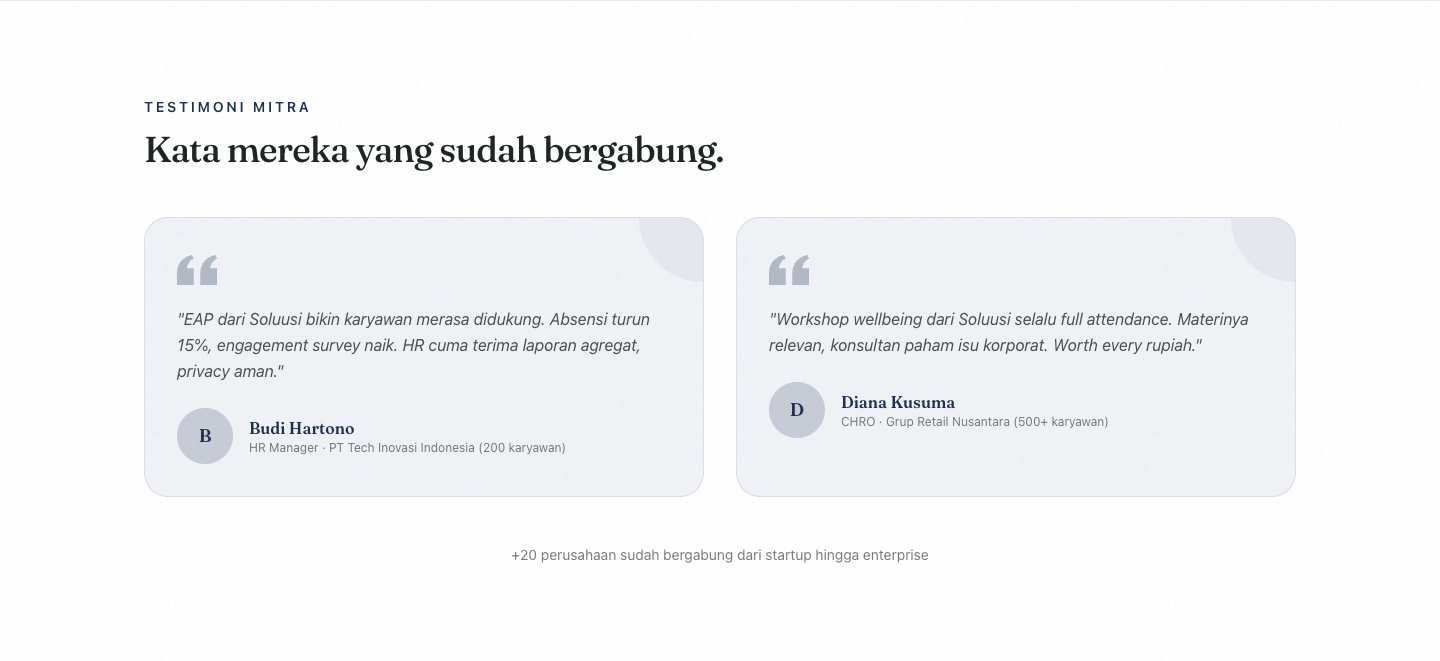 TESTIMONI MITRA
Kata mereka yang sudah bergabung.
"EAP dari Soluusi bikin karyawan merasa didukung. Absensi turun
15%, engagement survey naik. HR cuma terima laporan agregat,
privacy aman."
B
Budi Hartono
HR Manager · PT Tech Inovasi Indonesia (200 karyawan)
"Workshop wellbeing dari Soluusi selalu full attendance. Materinya
relevan, konsultan paham isu korporat. Worth every rupiah."
D
Diana Kusuma
CHRO · Grup Retail Nusantara (500+ karyawan)
+20 perusahaan sudah bergabung dari startup hingga enterprise